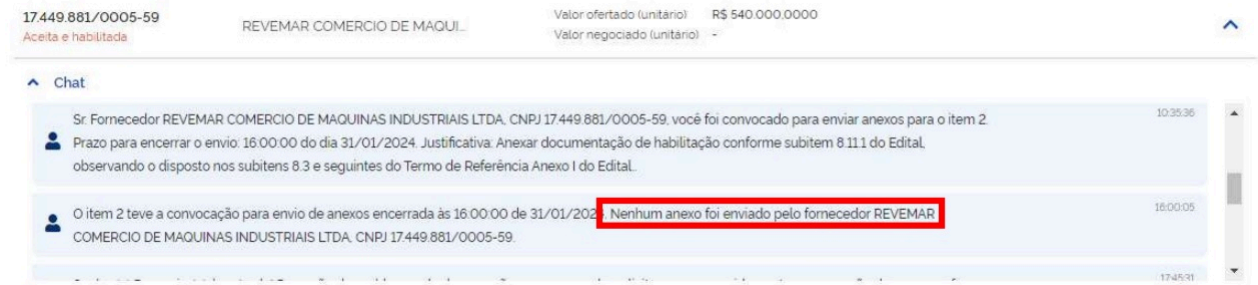 17.449.881/0005-59
Aceita e habilitada
REVEMAR COMERCIO DE MAQUI...
Valor ofertado (unitário) R$ 540.000,0000
Valor negociado (unitário) -
Chat
Sr. Fornecedor REVEMAR COMERCIO DE MAQUINAS INDUSTRIAIS LTDA, CNPJ 17.449.881/0005-59, você foi convocado para enviar anexos para o item 2. 10:35:36
Prazo para encerrar o envio: 16:00:00 do dia 31/01/2024. Justificativa: Anexar documentação de habilitação conforme subitem 8.11.1 do Edital,
observando o disposto nos subitens 8.3 e seguintes do Termo de Referência Anexo I do Edital..
O item 2 teve a convocação para envio de anexos encerrada às 16:00:00 de 31/01/202 . Nenhum anexo foi enviado pelo fornecedor REVEMAR 16:00:05
COMERCIO DE MAQUINAS INDUSTRIAIS LTDA, CNPJ 17.449.881/0005-59.
17:45:31